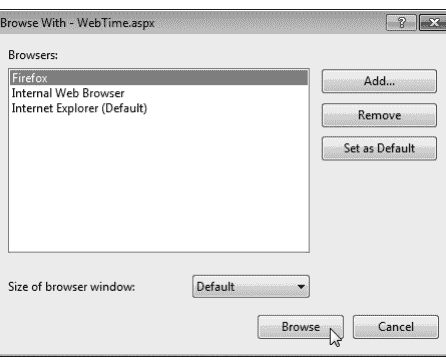 Browse With - WebTime.aspx
Browsers:
Firefox
Internal Web Browser
Internet Explorer (Default)
Add...
Remove
Set as Default
Size of browser window:
Default
Browse
Cancel